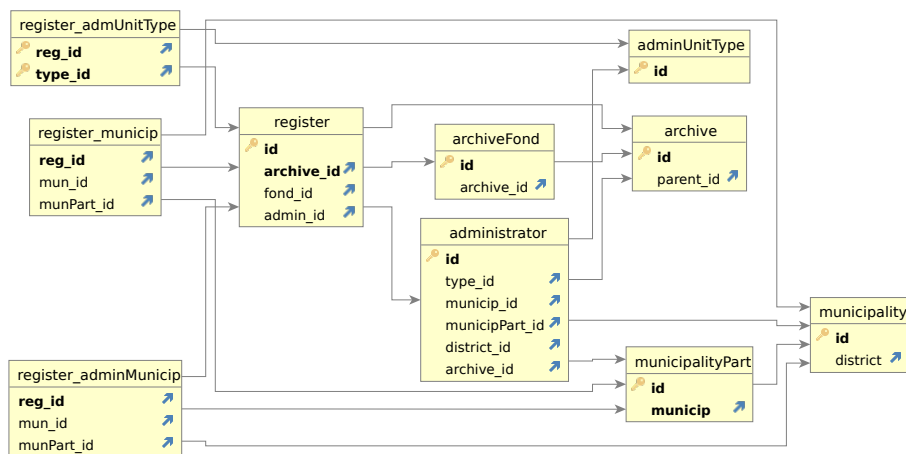 register_admUnitType
reg_id
type_id
adminUnitType
id
register_municip
reg_id
mun_id
munPart_id
register
id
archive_id
fond_id
admin_id
archiveFond
id
archive_id
archive
id
parent_id
administrator
id
type_id
municip_id
municipPart_id
district_id
archive_id
municipality
id
district
municipalityPart
id
municip
register_adminMunicip
reg_id
mun_id
munPart_id